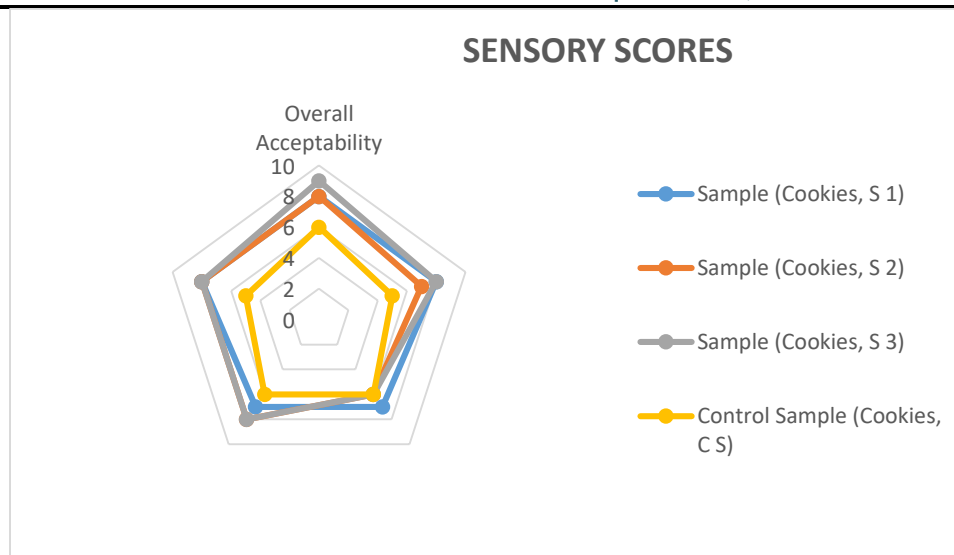 SENSORY SCORES
Overall
Acceptability
10
8
6
4
2
0
Sample (Cookies, S 1)
Sample (Cookies, S 2)
Sample (Cookies, S 3)
Control Sample (Cookies,
C S)